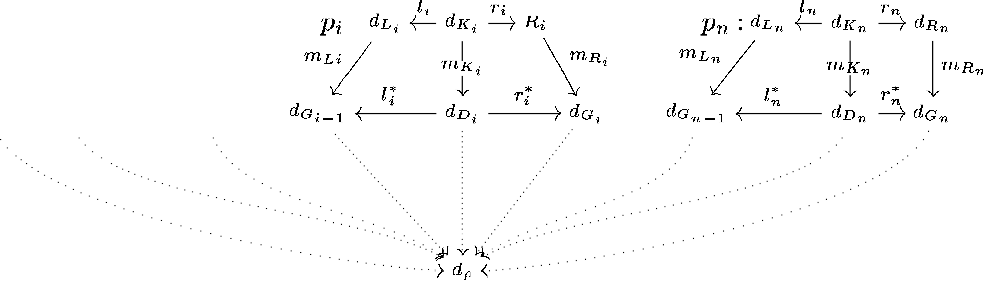 p_i d_{L_i} l_i d_{K_i} r_i R_i p_n : d_{L_n} l_n d_{K_n} r_n d_{R_n}
m_{Li} m_{K_i} m_{R_i} m_{L_n} m_{K_n} m_{R_n}
d_{G_{i-1}} l_i^* d_{D_i} r_i^* d_{G_i} d_{G_{n-1}} l_n^* d_{D_n} r_n^* d_{G_n}